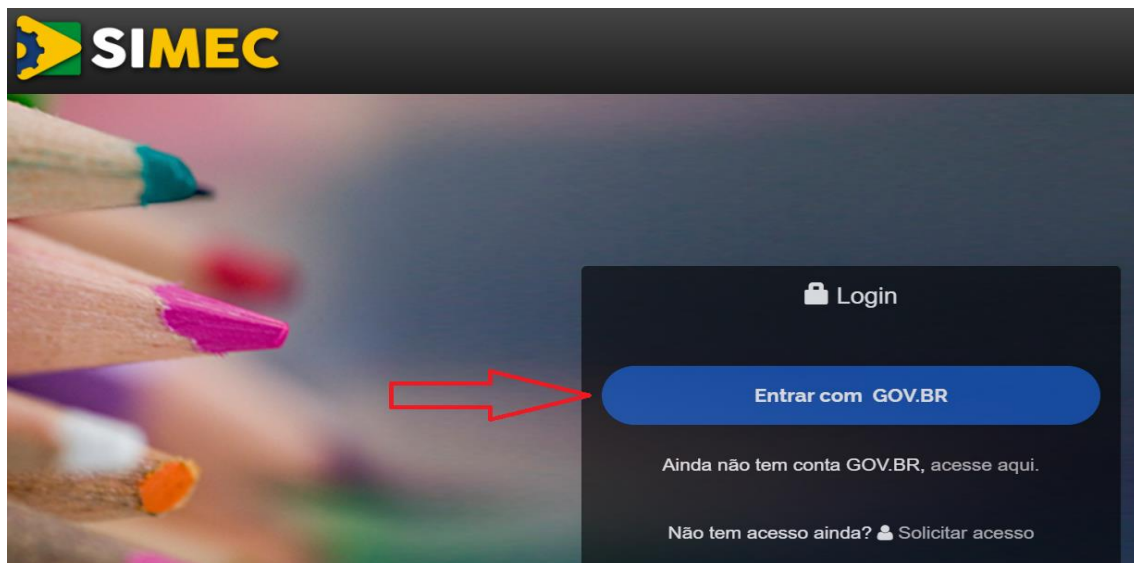 SIMEC
Login
Entrar com GOV.BR
Ainda não tem conta GOV.BR, acesse aqui.
Não tem acesso ainda? Solicitar acesso